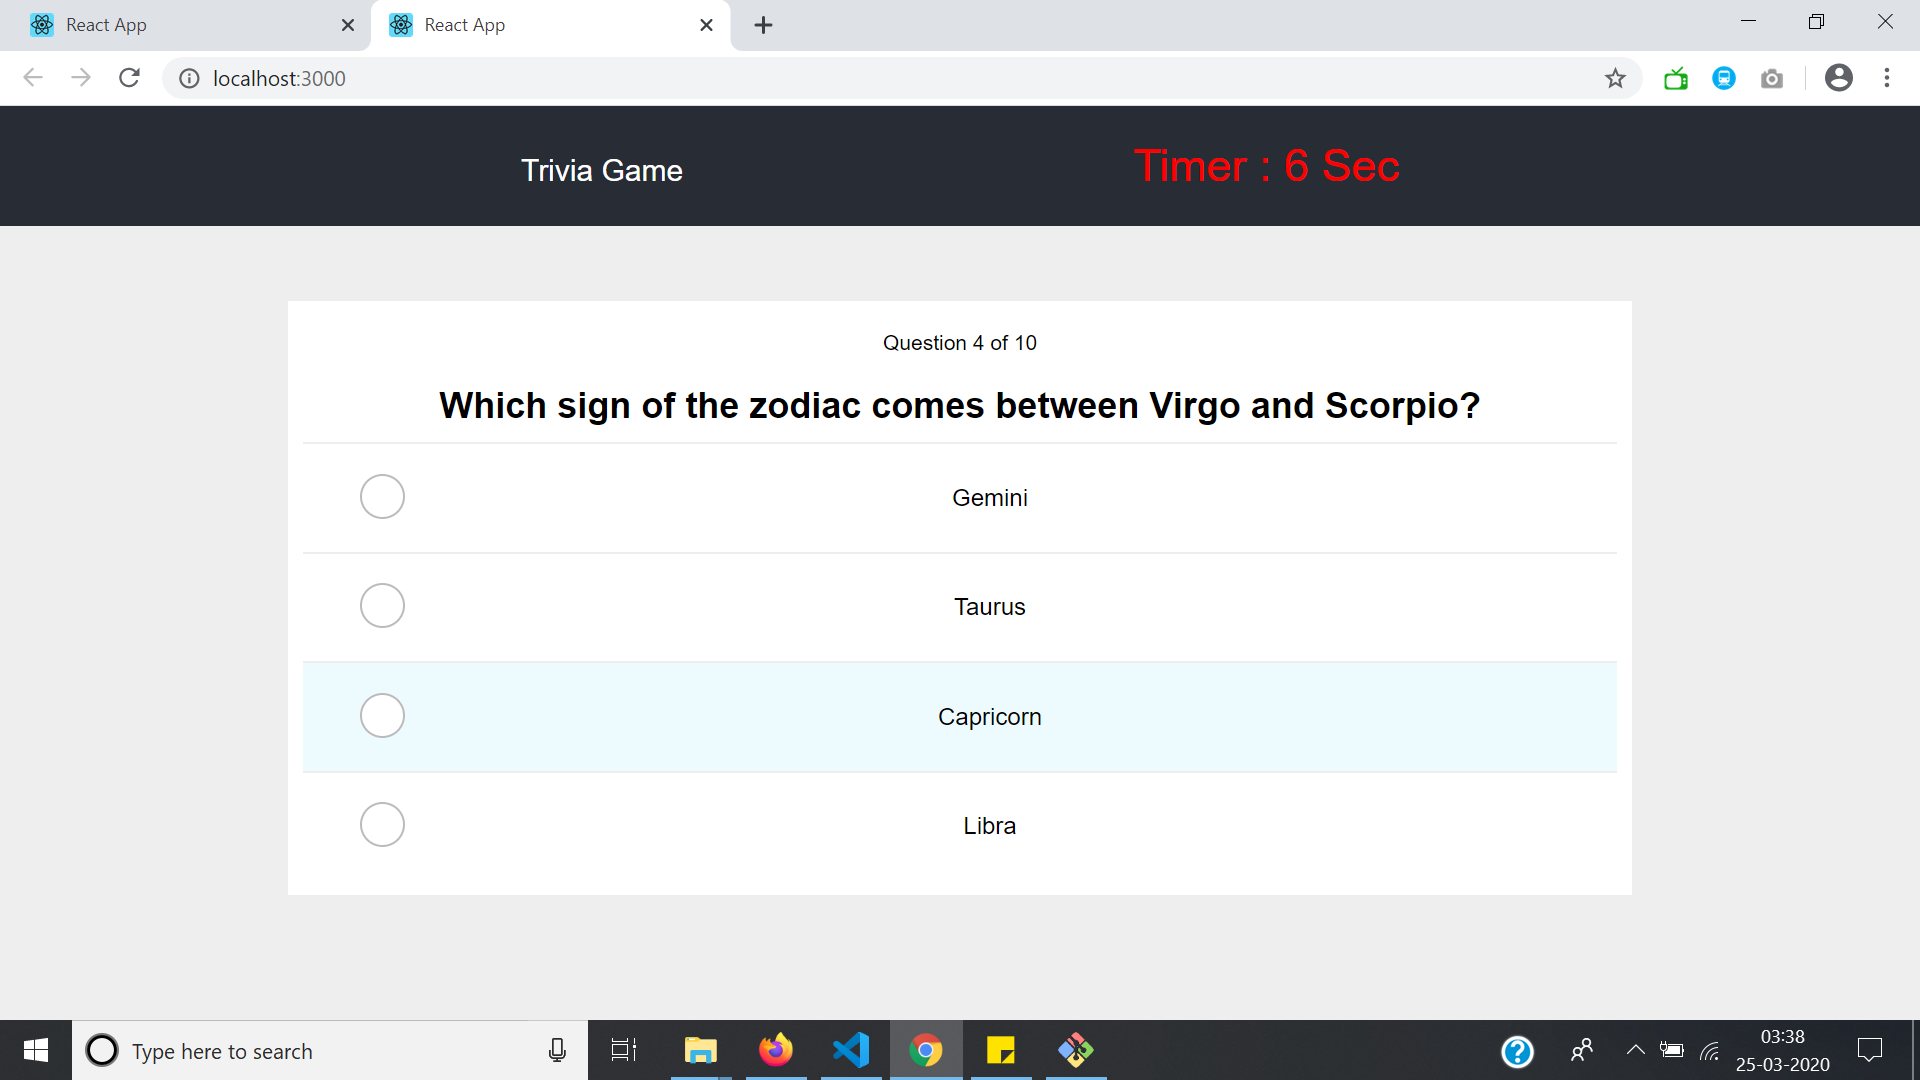 React App
React App
localhost:3000
Trivia Game
Timer : 6 Sec
Question 4 of 10
Which sign of the zodiac comes between Virgo and Scorpio?
Gemini
Taurus
Capricorn
Libra
Type here to search
03:38
25-03-2020